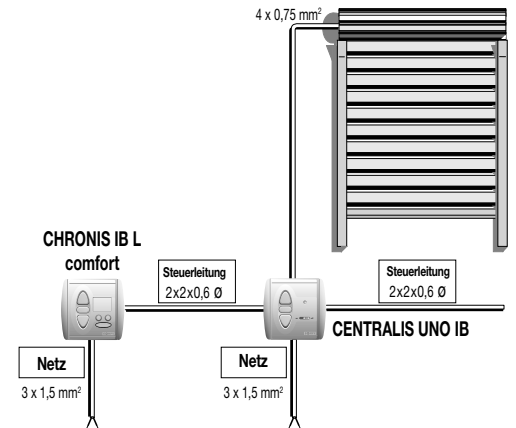 4 x 0,75 mm²
CHRONIS IB L
comfort
Steuerleitung
2x2x0,6 Ø
Steuerleitung
2x2x0,6 Ø
CENTRALIS UNO IB
Netz
3 x 1,5 mm²
Netz
3 x 1,5 mm²